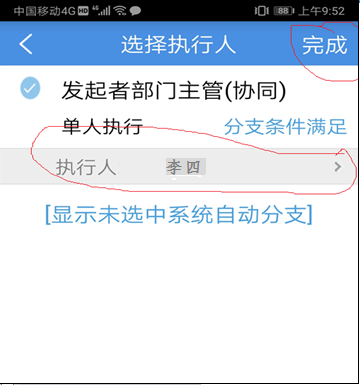 中国移动4G HD 4G 88 上午9:52
选择执行人 完成
发起者部门主管(协同)
单人执行 分支条件满足
执行人 李四
[显示未选中系统自动分支]